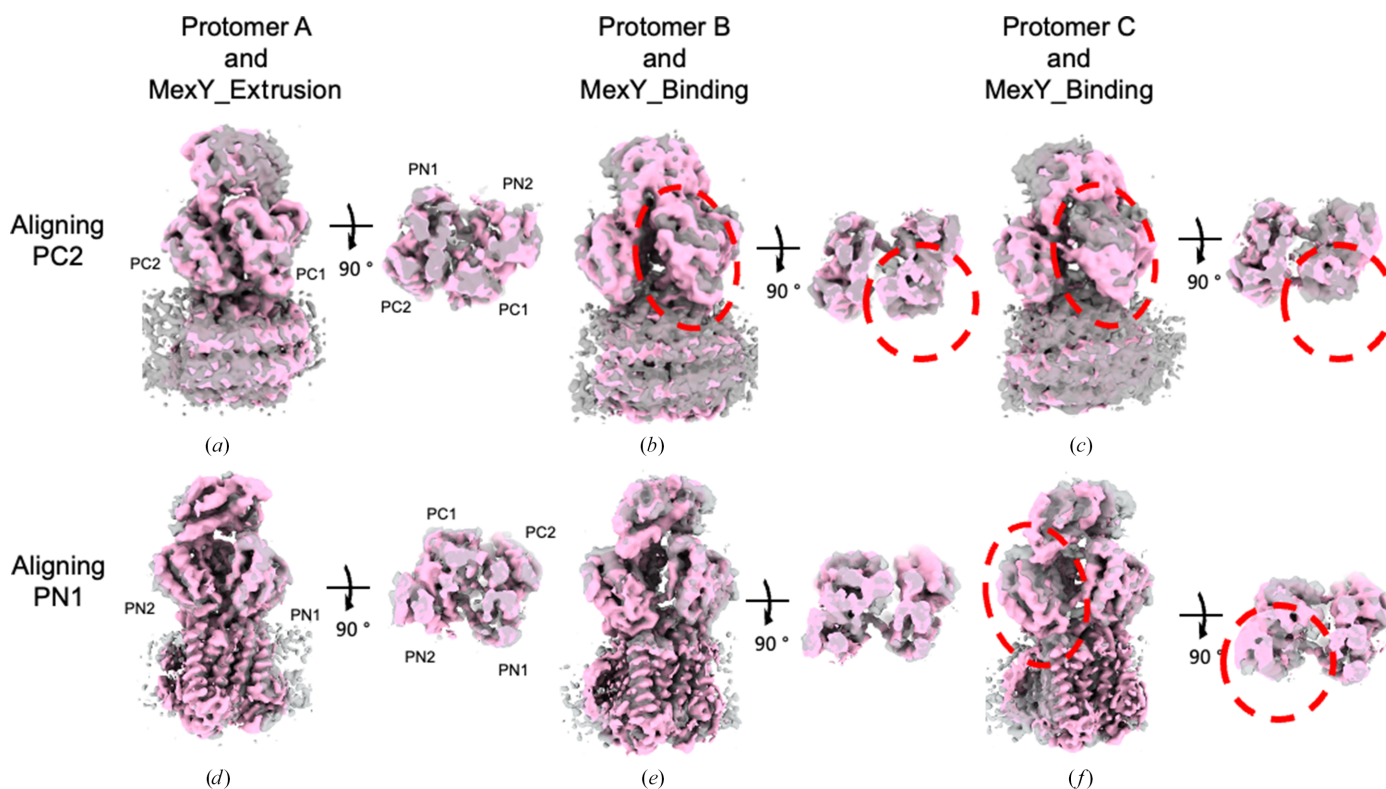 Protomer A
and
MexY_Extrusion
Protomer B
and
MexY_Binding
Protomer C
and
MexY_Binding
Aligning
PC2
PC2
PC1
90 °
PN1
PN2
PC2
PC1
90 °
90 °
(a)
(b)
(c)
Aligning
PN1
PN2
PN1
90 °
PC1
PC2
PN2
PN1
90 °
90 °
(d)
(e)
(f)